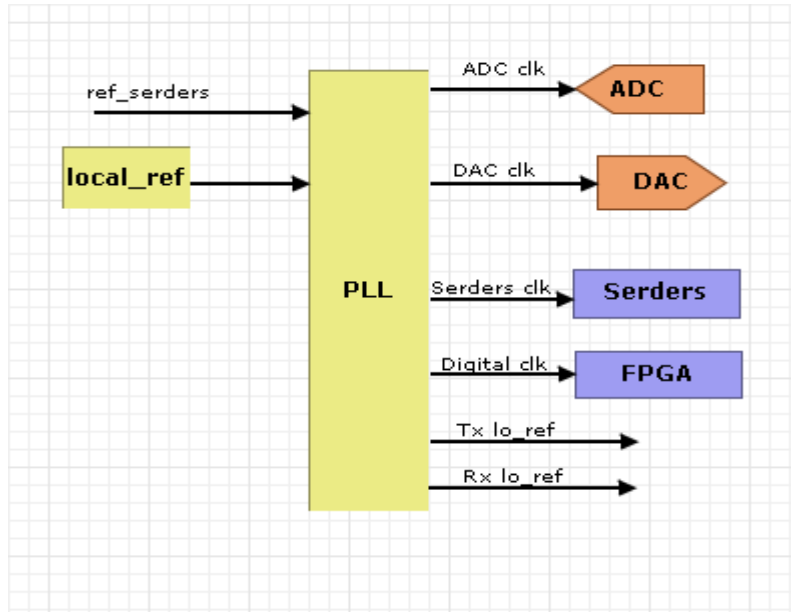 ADC clk
ADC
ref_serders
local_ref
DAC clk
DAC
PLL
Serders clk
Serders
Digital clk
FPGA
Tx lo_ref
Rx lo_ref